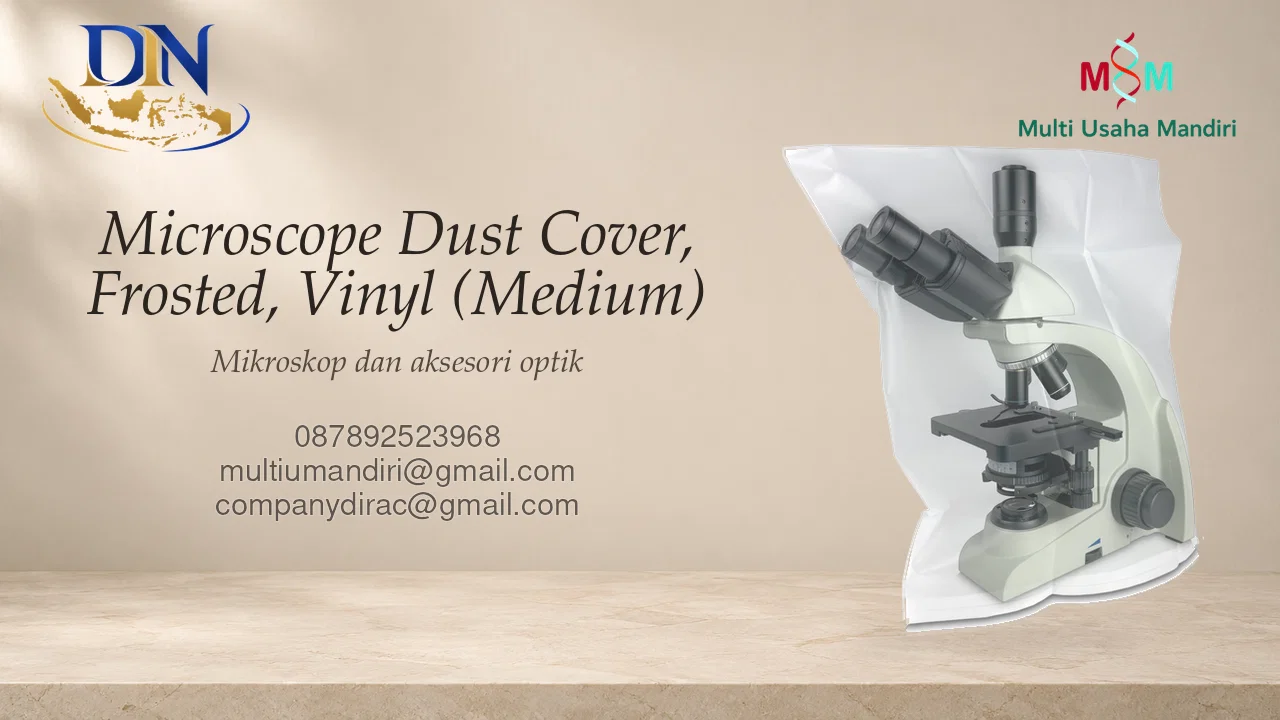 DN
MM
Multi Usaha Mandiri
Microscope Dust Cover,
Frosted, Vinyl (Medium)
Mikroskop dan aksesori optik
087892523968
multiumandiri@gmail.com
companydirac@gmail.com